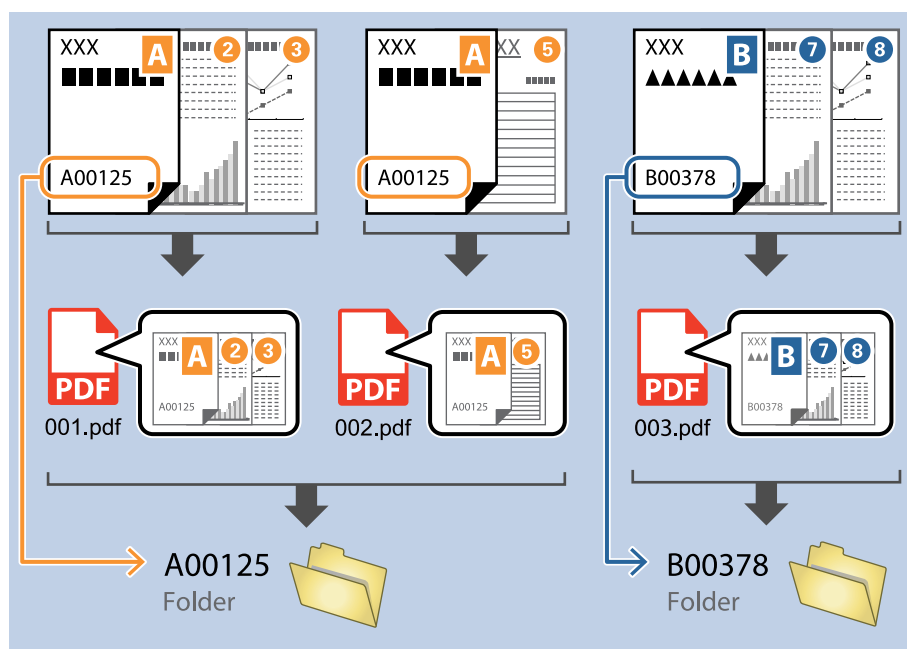 XXX A 2 3
A00125
XXX A XX 5
A00125
XXX B 7 8
B00378
PDF
001.pdf
XXX A 2 3
A00125
PDF
002.pdf
XXX A 5
A00125
PDF
003.pdf
XXX B 7 8
B00378
A00125
Folder
B00378
Folder